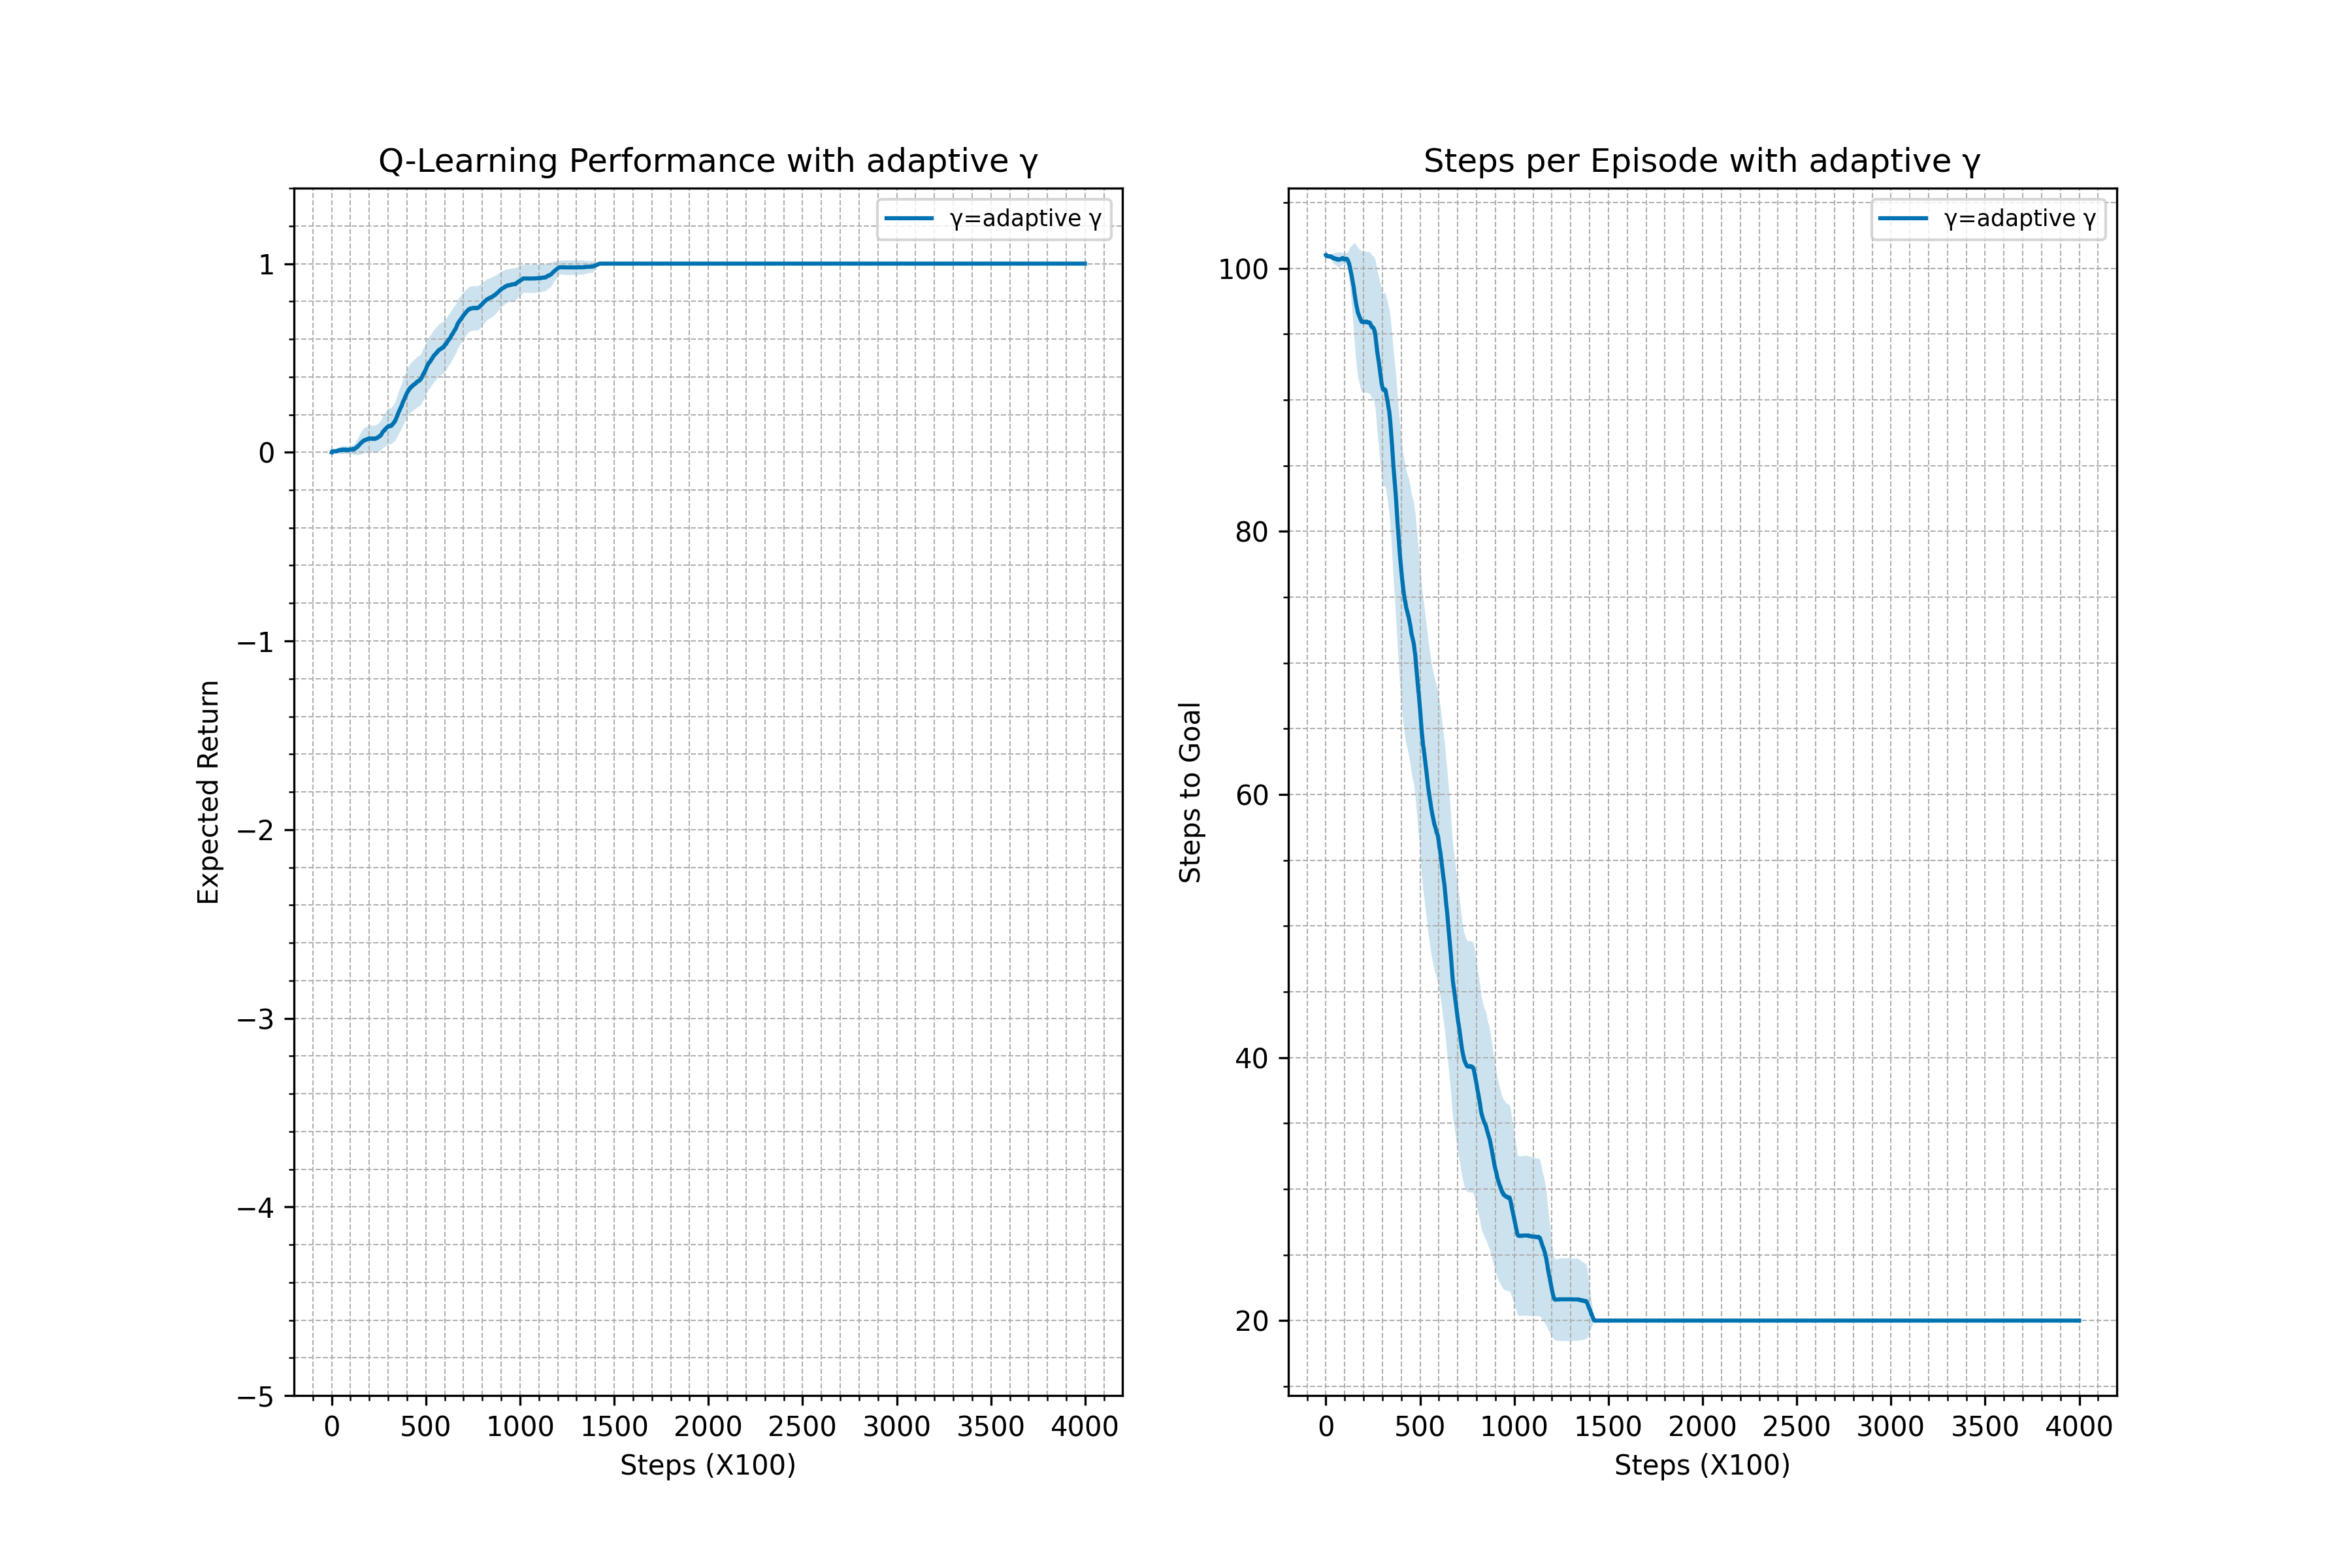 Q-Learning Performance with adaptive γ
γ=adaptive γ
1
0
−1
−2
−3
−4
−5
Expected Return
0 500 1000 1500 2000 2500 3000 3500 4000
Steps (X100)
Steps per Episode with adaptive γ
γ=adaptive γ
100
80
60
40
20
Steps to Goal
0 500 1000 1500 2000 2500 3000 3500 4000
Steps (X100)